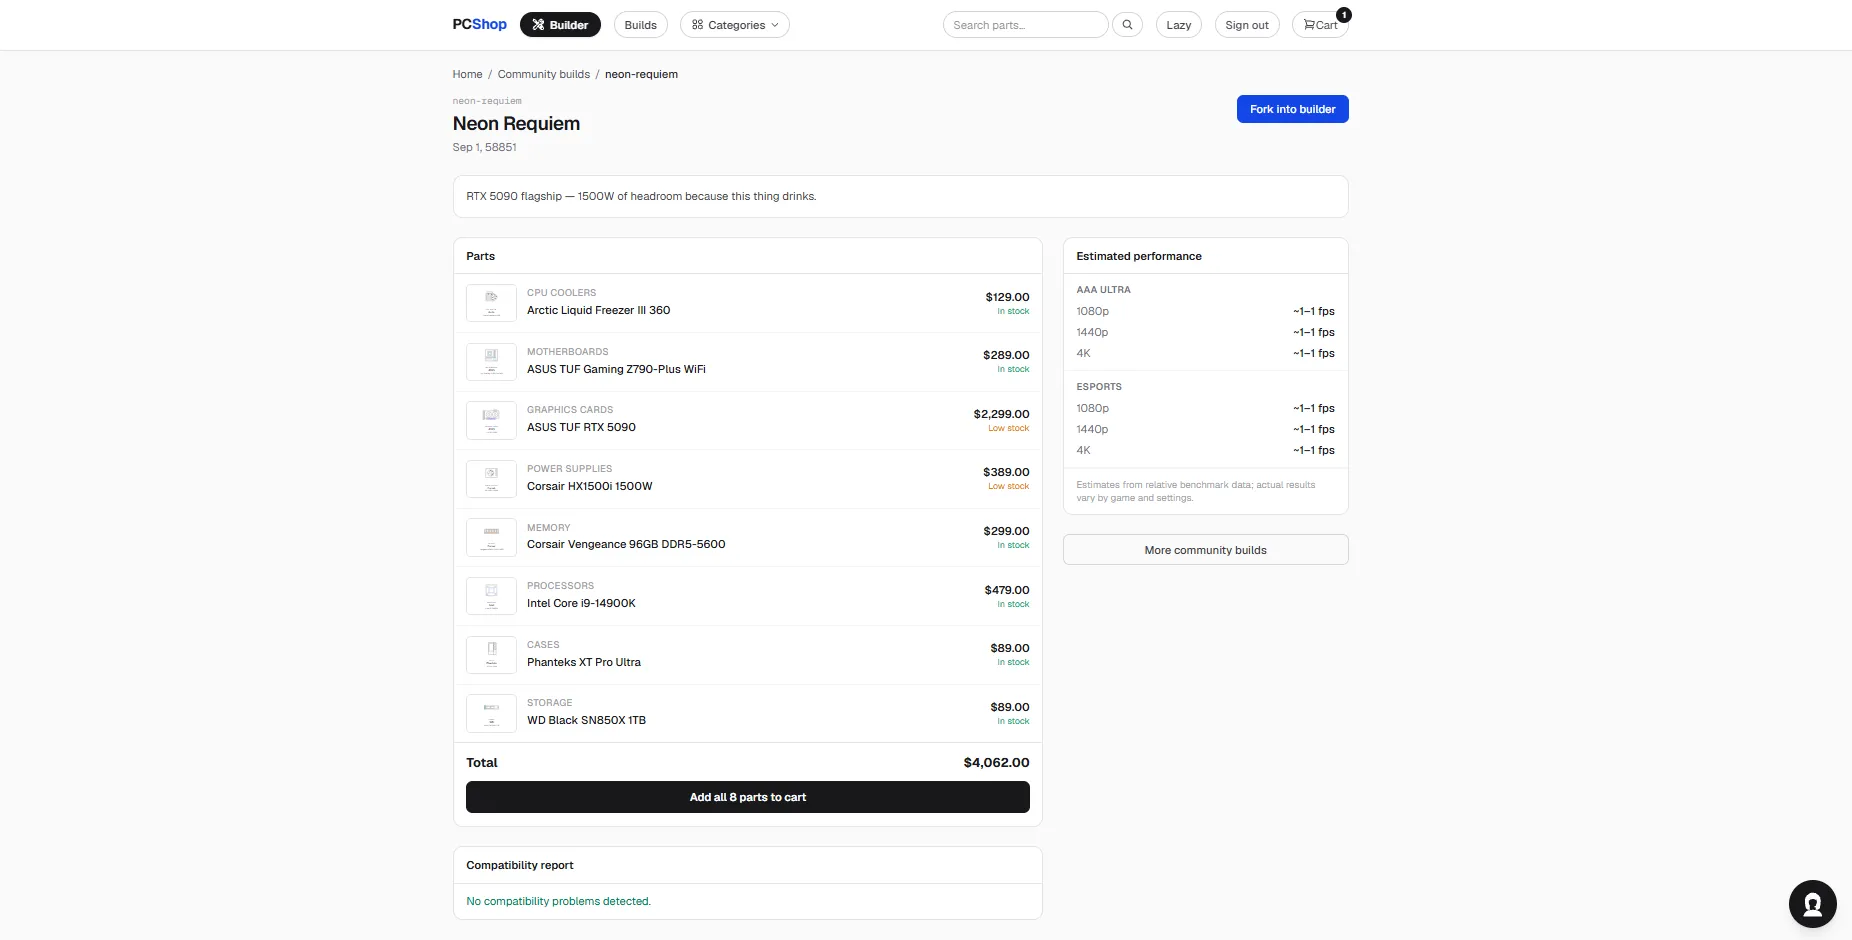 PCShop
Builder
Builds
Categories
Search parts...
Lazy
Sign out
Cart
1
Home / Community builds / neon-requiem
neon-requiem
Neon Requiem
Sep 1, 58851
Fork into builder
RTX 5090 flagship — 1500W of headroom because this thing drinks.
Parts
CPU COOLERS
Arctic Liquid Freezer III 360
$129.00
In stock
MOTHERBOARDS
ASUS TUF Gaming Z790-Plus WiFi
$289.00
In stock
GRAPHICS CARDS
ASUS TUF RTX 5090
$2,299.00
Low stock
POWER SUPPLIES
Corsair HX1500i 1500W
$389.00
Low stock
MEMORY
Corsair Vengeance 96GB DDR5-5600
$299.00
In stock
PROCESSORS
Intel Core i9-14900K
$479.00
In stock
CASES
Phanteks XT Pro Ultra
$89.00
In stock
STORAGE
WD Black SN850X 1TB
$89.00
In stock
Total
$4,062.00
Add all 8 parts to cart
Compatibility report
No compatibility problems detected.
Estimated performance
AAA ULTRA
1080p ~1–1 fps
1440p ~1–1 fps
4K ~1–1 fps
ESPORTS
1080p ~1–1 fps
1440p ~1–1 fps
4K ~1–1 fps
Estimates from relative benchmark data; actual results
vary by game and settings.
More community builds